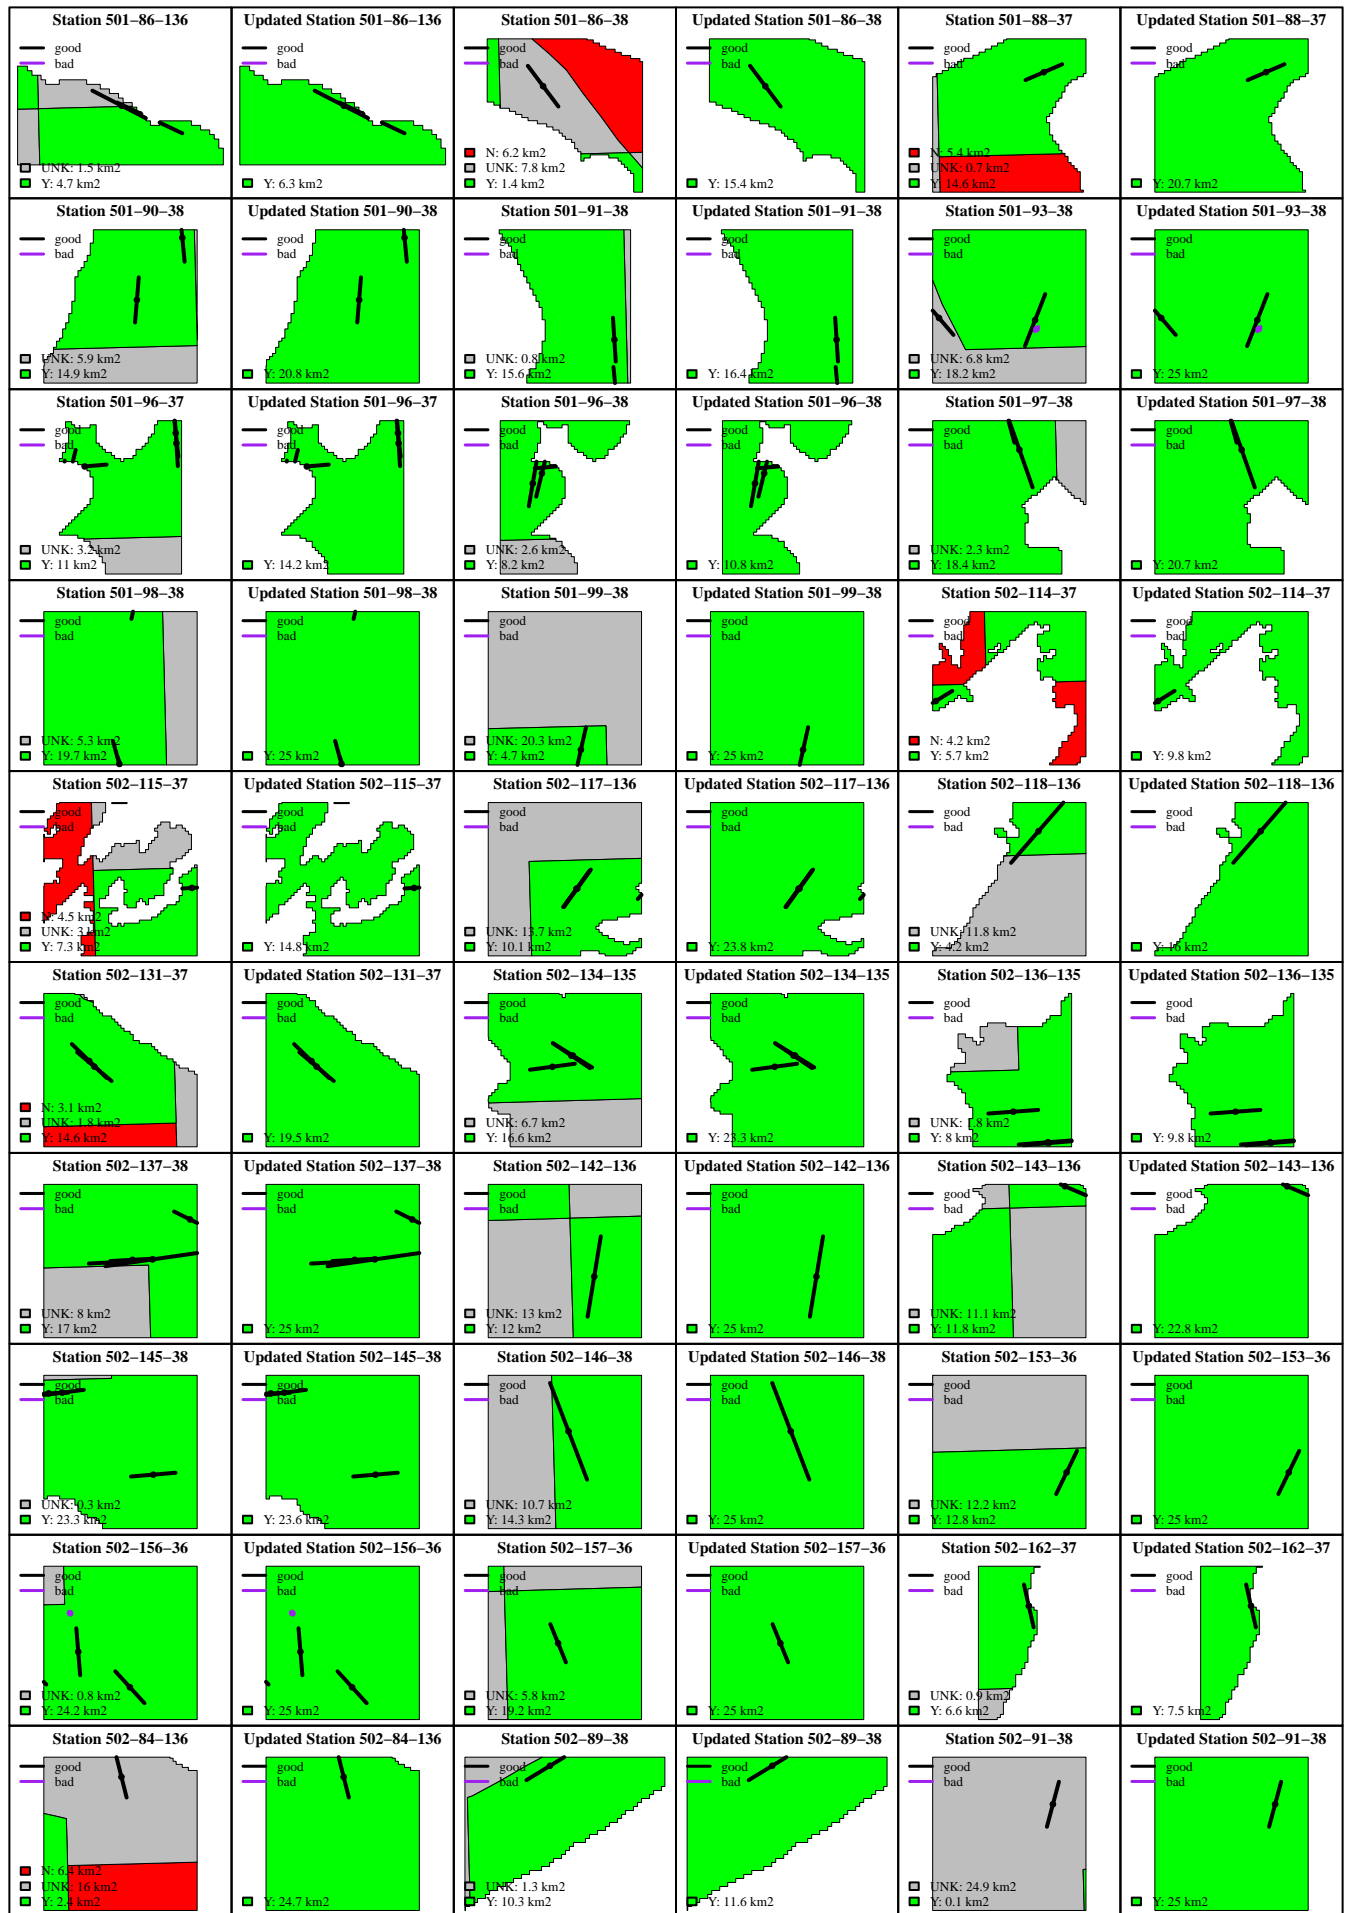 Station 501−86−136
good
bad
UNK: 1.5 km2
Y: 4.7 km2
Updated Station 501−86−136
good
bad
Y: 6.3 km2
Station 501−86−38
good
bad
N: 6.2 km2
UNK: 7.8 km2
Y: 1.4 km2
Updated Station 501−86−38
good
bad
Y: 15.4 km2
Station 501−88−37
good
bad
N: 5.4 km2
UNK: 0.7 km2
Y: 14.6 km2
Updated Station 501−88−37
good
bad
Y: 20.7 km2
Station 501−90−38
good
bad
UNK: 5.9 km2
Y: 14.9 km2
Updated Station 501−90−38
good
bad
Y: 20.8 km2
Station 501−91−38
good
bad
UNK: 0.8 km2
Y: 15.6 km2
Updated Station 501−91−38
good
bad
Y: 16.4 km2
Station 501−93−38
good
bad
UNK: 6.8 km2
Y: 18.2 km2
Updated Station 501−93−38
good
bad
Y: 25 km2
Station 501−96−37
good
bad
UNK: 3.2 km2
Y: 11 km2
Updated Station 501−96−37
good
bad
Y: 14.2 km2
Station 501−96−38
good
bad
UNK: 2.6 km2
Y: 8.2 km2
Updated Station 501−96−38
good
bad
Y: 10.8 km2
Station 501−97−38
good
bad
UNK: 2.3 km2
Y: 18.4 km2
Updated Station 501−97−38
good
bad
Y: 20.7 km2
Station 501−98−38
good
bad
UNK: 5.3 km2
Y: 19.7 km2
Updated Station 501−98−38
good
bad
Y: 25 km2
Station 501−99−38
good
bad
UNK: 20.3 km2
Y: 4.7 km2
Updated Station 501−99−38
good
bad
Y: 25 km2
Station 502−114−37
good
bad
N: 4.2 km2
Y: 5.7 km2
Updated Station 502−114−37
good
bad
Y: 9.8 km2
Station 502−115−37
good
bad
N: 4.5 km2
UNK: 3 km2
Y: 7.3 km2
Updated Station 502−115−37
good
bad
Y: 14.8 km2
Station 502−117−136
good
bad
UNK: 13.7 km2
Y: 10.1 km2
Updated Station 502−117−136
good
bad
Y: 23.8 km2
Station 502−118−136
good
bad
UNK: 11.8 km2
Y: 4.2 km2
Updated Station 502−118−136
good
bad
Y: 16 km2
Station 502−131−37
good
bad
N: 3.1 km2
UNK: 1.8 km2
Y: 14.6 km2
Updated Station 502−131−37
good
bad
Y: 19.5 km2
Station 502−134−135
good
bad
UNK: 6.7 km2
Y: 16.6 km2
Updated Station 502−134−135
good
bad
Y: 23.3 km2
Station 502−136−135
good
bad
UNK: 1.8 km2
Y: 8 km2
Updated Station 502−136−135
good
bad
Y: 9.8 km2
Station 502−137−38
good
bad
UNK: 8 km2
Y: 17 km2
Updated Station 502−137−38
good
bad
Y: 25 km2
Station 502−142−136
good
bad
UNK: 13 km2
Y: 12 km2
Updated Station 502−142−136
good
bad
Y: 25 km2
Station 502−143−136
good
bad
UNK: 11.1 km2
Y: 11.8 km2
Updated Station 502−143−136
good
bad
Y: 22.8 km2
Station 502−145−38
good
bad
UNK: 0.3 km2
Y: 23.3 km2
Updated Station 502−145−38
good
bad
Y: 23.6 km2
Station 502−146−38
good
bad
UNK: 10.7 km2
Y: 14.3 km2
Updated Station 502−146−38
good
bad
Y: 25 km2
Station 502−153−36
good
bad
UNK: 12.2 km2
Y: 12.8 km2
Updated Station 502−153−36
good
bad
Y: 25 km2
Station 502−156−36
good
bad
UNK: 0.8 km2
Y: 24.2 km2
Updated Station 502−156−36
good
bad
Y: 25 km2
Station 502−157−36
good
bad
UNK: 5.8 km2
Y: 19.2 km2
Updated Station 502−157−36
good
bad
Y: 25 km2
Station 502−162−37
good
bad
UNK: 0.9 km2
Y: 6.6 km2
Updated Station 502−162−37
good
bad
Y: 7.5 km2
Station 502−84−136
good
bad
N: 6.4 km2
UNK: 16 km2
Y: 2.4 km2
Updated Station 502−84−136
good
bad
Y: 24.7 km2
Station 502−89−38
good
bad
UNK: 1.3 km2
Y: 10.3 km2
Updated Station 502−89−38
good
bad
Y: 11.6 km2
Station 502−91−38
good
bad
UNK: 24.9 km2
Y: 0.1 km2
Updated Station 502−91−38
good
bad
Y: 25 km2